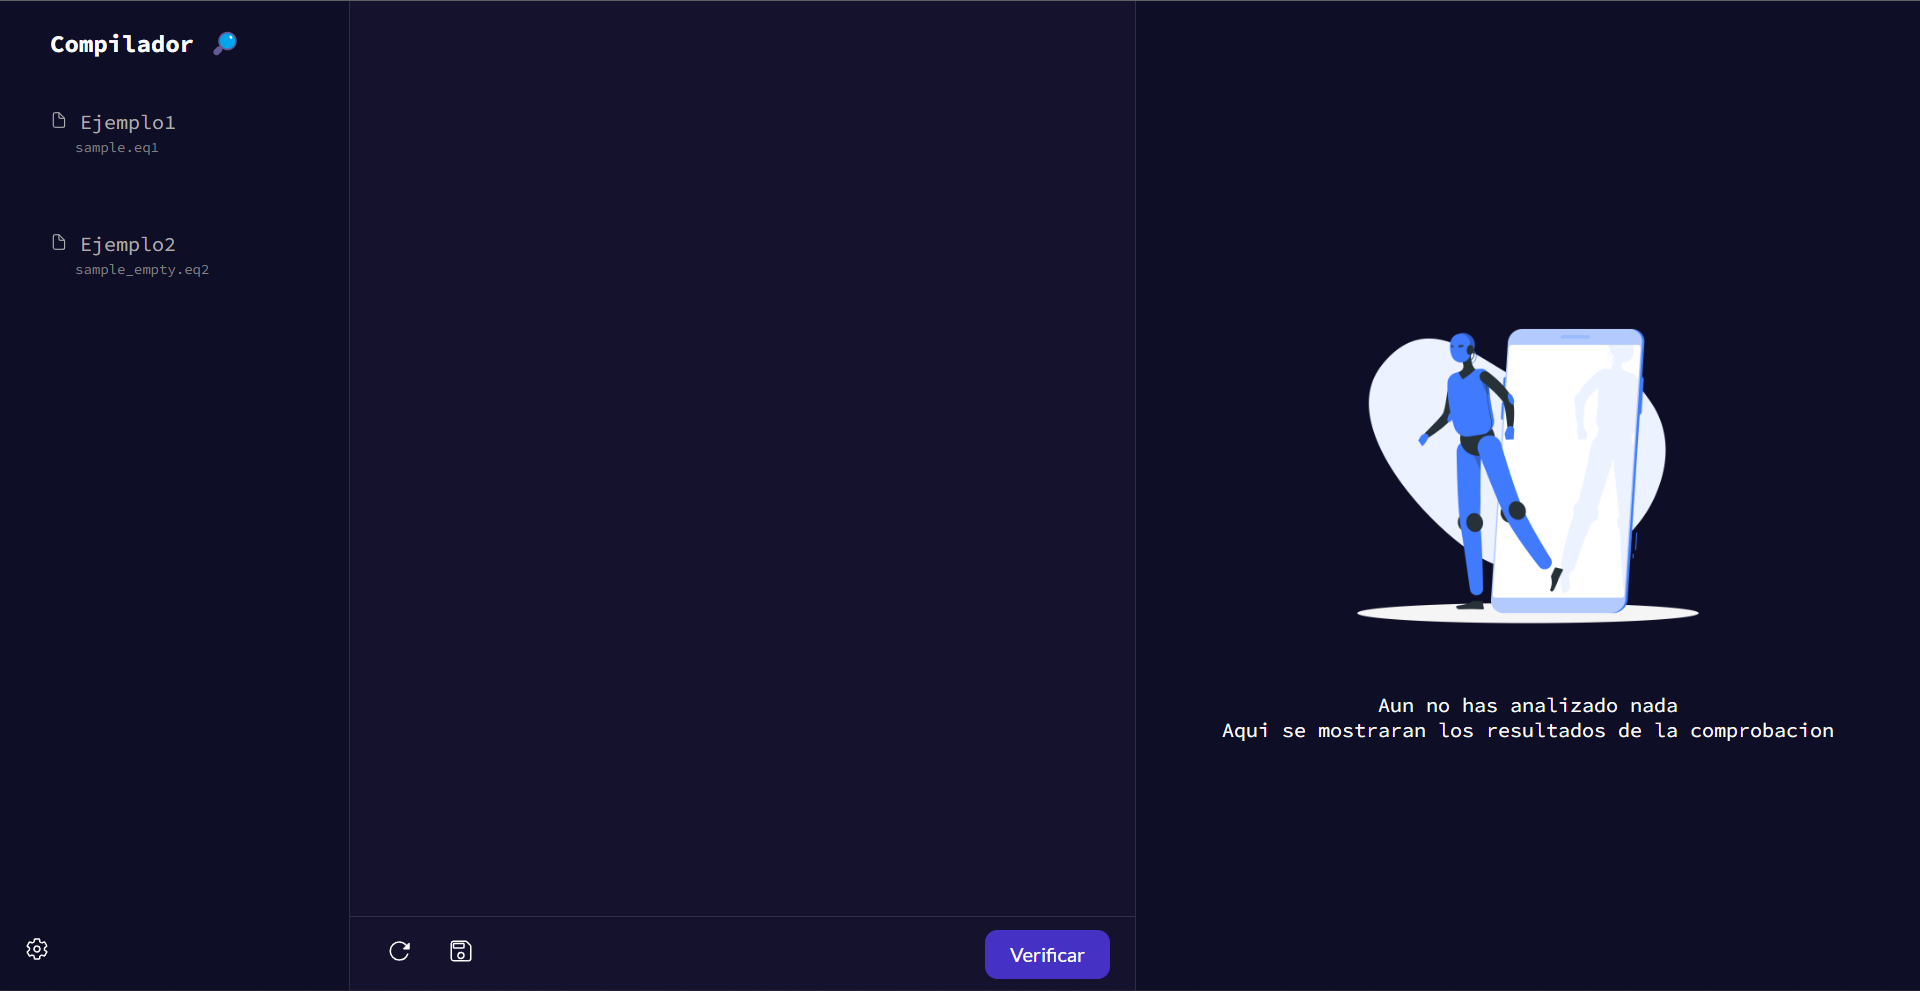 Compilador
Ejemplo1
sample.eq1
Ejemplo2
sample_empty.eq2
Verificar
Aun no has analizado nada
Aqui se mostraran los resultados de la comprobacion